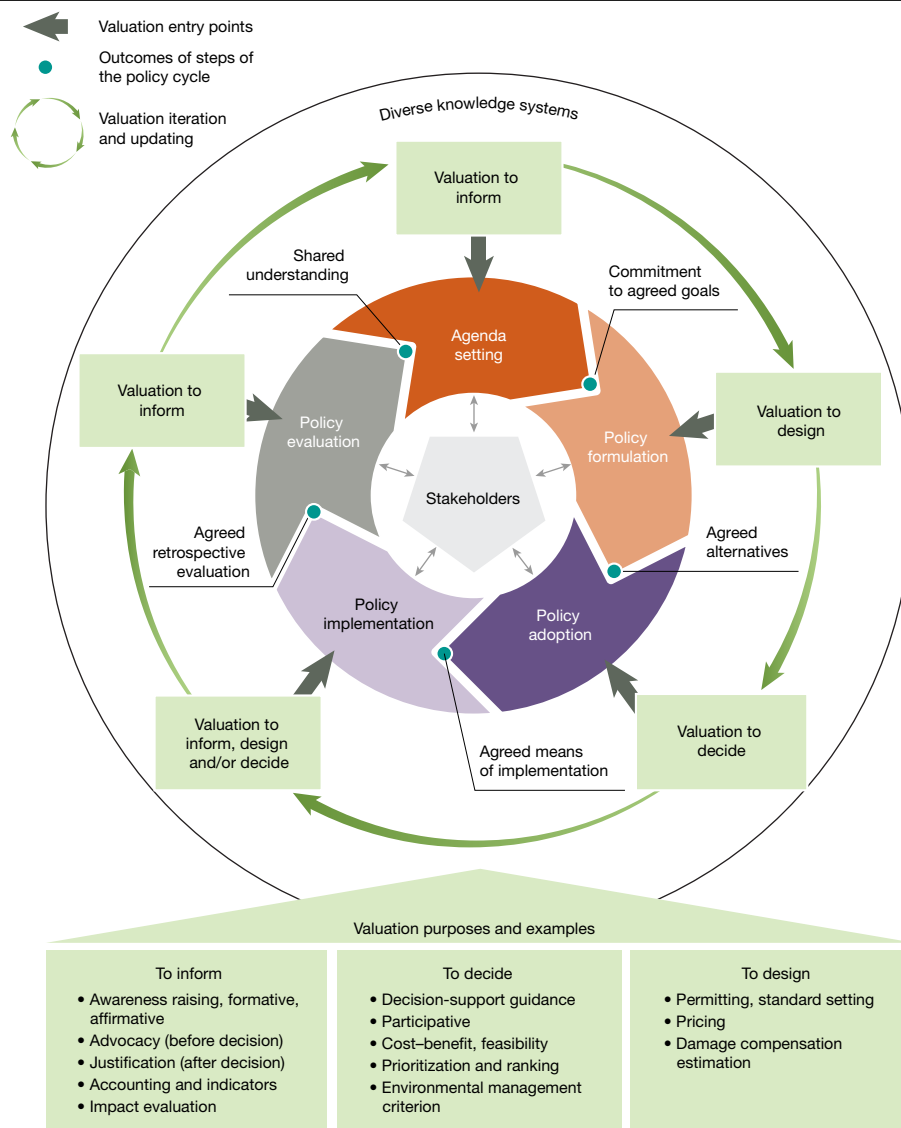 Valuation entry points
Outcomes of steps of
the policy cycle
Valuation iteration
and updating
Diverse knowledge systems
Valuation to
inform
Shared
understanding
Commitment
to agreed goals
Agenda
setting
Valuation to
inform
Policy
evaluation
Policy
formulation
Valuation to
design
Stakeholders
Agreed
retrospective
evaluation
Agreed
alternatives
Policy
implementation
Policy
adoption
Valuation to
inform, design
and/or decide
Agreed means
of implementation
Valuation to
decide
Valuation purposes and examples
To inform
• Awareness raising, formative,
affirmative
• Advocacy (before decision)
• Justification (after decision)
• Accounting and indicators
• Impact evaluation
To decide
• Decision-support guidance
• Participative
• Cost–benefit, feasibility
• Prioritization and ranking
• Environmental management
criterion
To design
• Permitting, standard setting
• Pricing
• Damage compensation
estimation